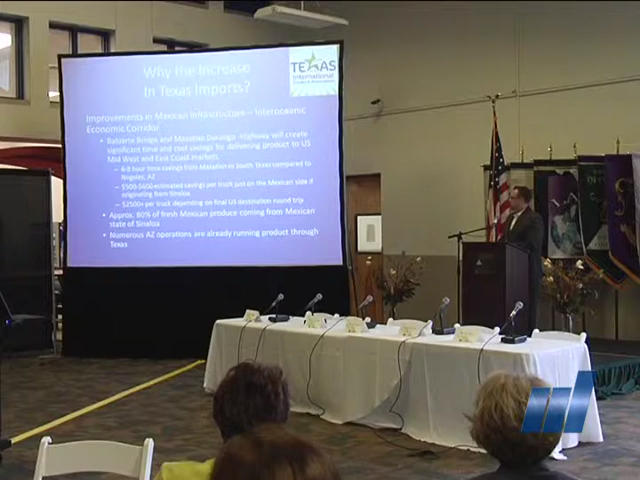 Why the Increase
In Texas Imports?
TEXAS
International
Improvements in Mexican Infrastructure – Interoceanic
Economic Corridor
• Baluarte Bridge and Mazatlan Durango Highway will create
significant time and cost savings for delivering product to US
Mid West and East Coast markets.
• 6-8 hour time savings from Mazatlan to South Texas compared to
Nogales, AZ
• estimated savings per truck just on the Mexican side if
originating from Sinaloa
• $2500+ per truck depending on final US destination round trip
• Approx. 80% of fresh Mexican produce coming from Mexican
state of Sinaloa
• Numerous AZ operations are already running product through
Texas